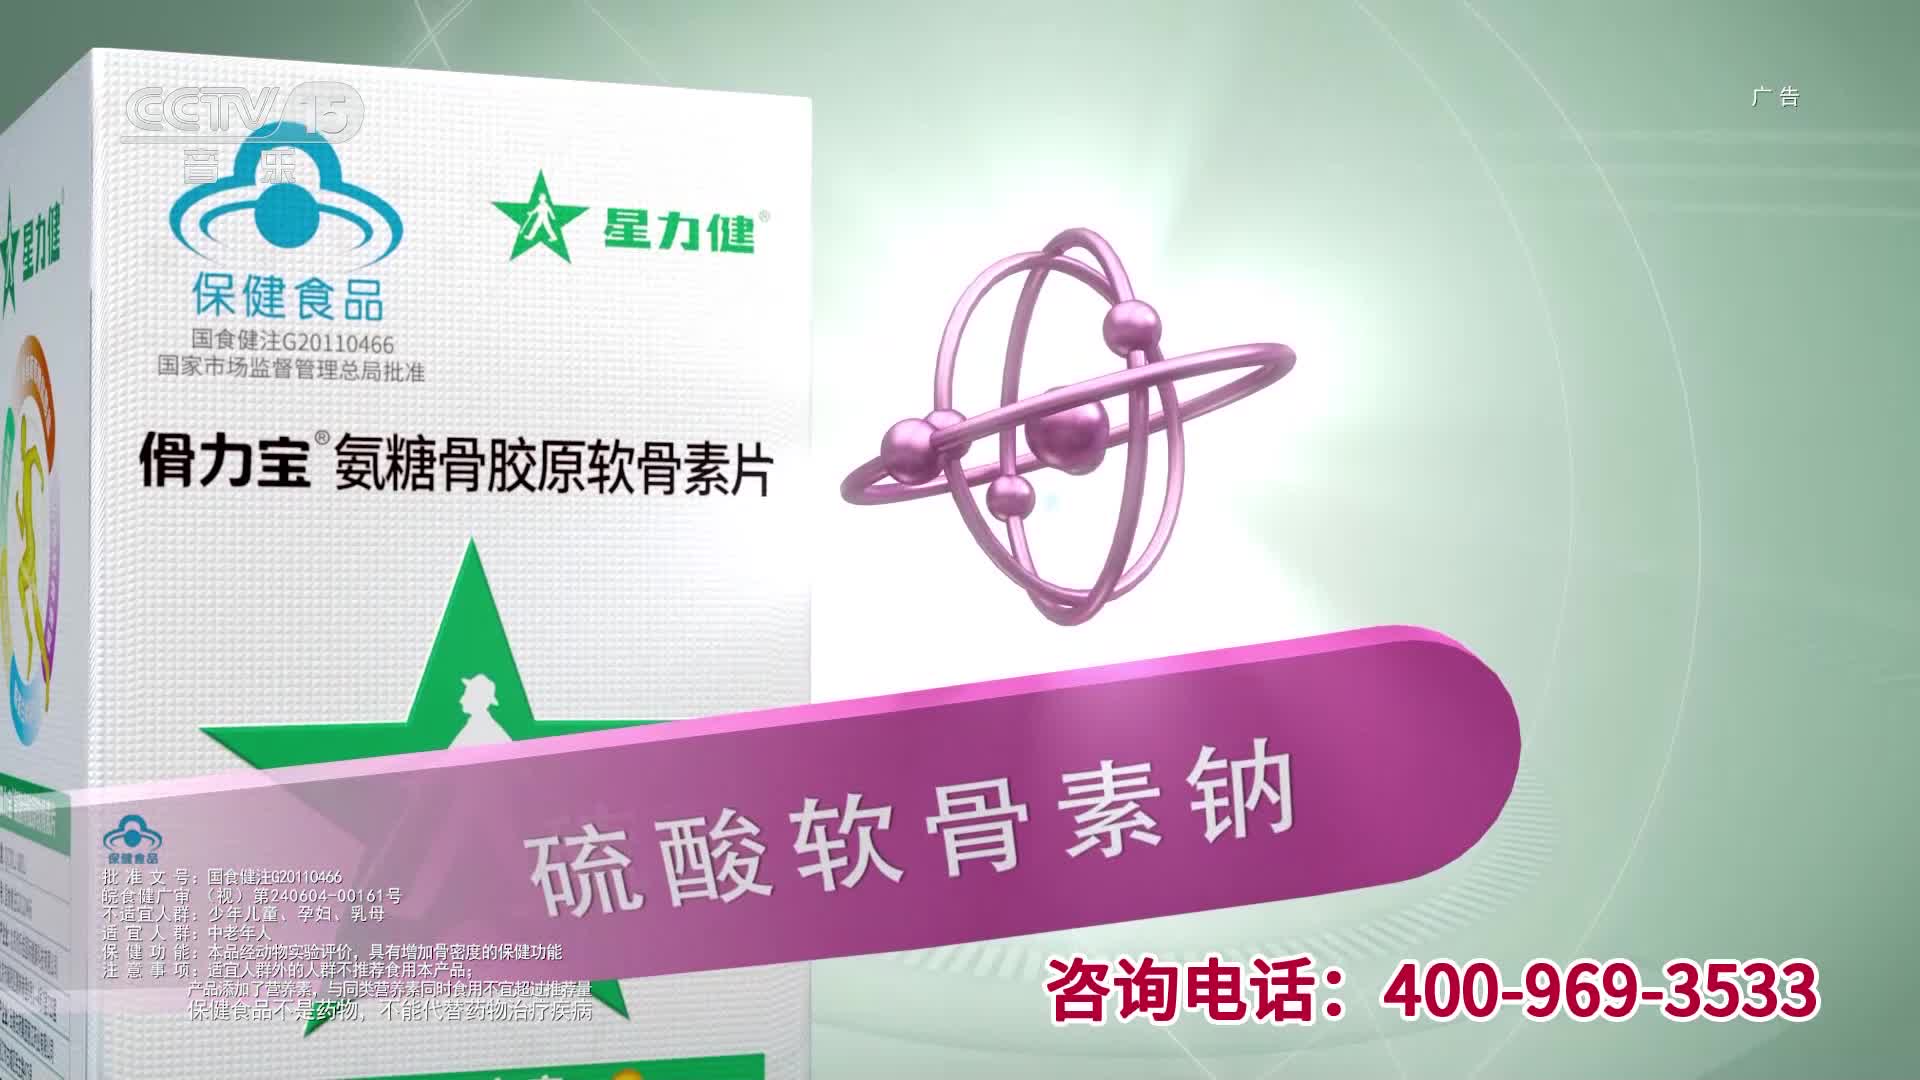 CCTV 15
音乐
广告
星力健®
星力健
保健食品
国食健注G20110466
国家市场监督管理总局批准
傦力宝®氨糖骨胶原软骨素片
硫酸软骨素钠
保健食品
批准文号：国食健注G20110466
皖食健广审（视）第240604-00161号
不适宜人群：少年儿童、孕妇、乳母
适宜人群：中老年人
保健功能：本品经动物实验评价，具有增加骨密度的保健功能
注意事项：适宜人群外的人群不推荐食用本产品；
产品添加了营养素，与同类营养素同时食用不宜超过推荐量
保健食品不是药物，不能代替药物治疗疾病
咨询电话：400-969-3533